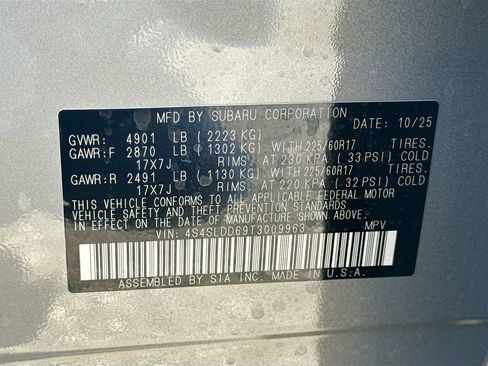 MFD BY SUBARU CORPORATION
DATE: 10/25
GVWR: 4901 LB (2223 KG)
GAWR:F 2870 LB (1302 KG) WITH 225/60R17 TIRES.
17X7J RIMS. AT 230 KPA (33 PSI) COLD
GAWR:R 2491 LB (1130 KG) WITH 225/60R17 TIRES.
17X7J RIMS. AT 220 KPA (32 PSI) COLD
THIS VEHICLE CONFORMS TO ALL APPLICABLE FEDERAL MOTOR
VEHICLE SAFETY AND THEFT PREVENTION STANDARDS
IN EFFECT ON THE DATE OF MANUFACTURE SHOWN ABOVE.
VIN: 4S4SLDD69T3009963 MPV
ASSEMBLED BY SIA INC. MADE IN U.S.A.